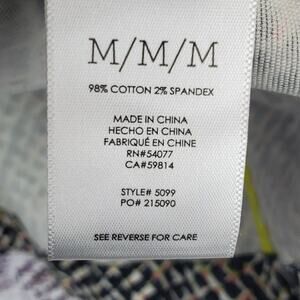 M/M/M
98% COTTON 2% SPANDEX
MADE IN CHINA
HECHO EN CHINA
FABRIQUÉ EN CHINE
RN#54077
CA#59814
STYLE# 5099
PO# 215090
SEE REVERSE FOR CARE